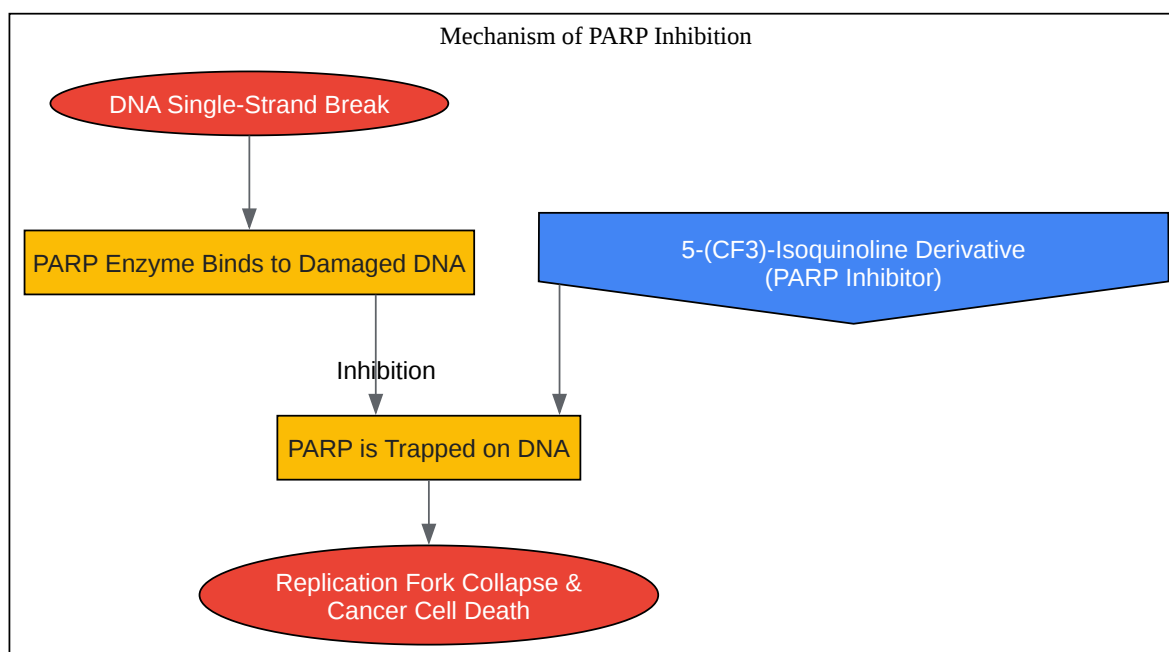 Mechanism of PARP Inhibition
DNA Single-Strand Break
PARP Enzyme Binds to Damaged DNA
5-(CF3)-Isoquinoline Derivative
(PARP Inhibitor)
Inhibition
PARP is Trapped on DNA
Replication Fork Collapse &
Cancer Cell Death